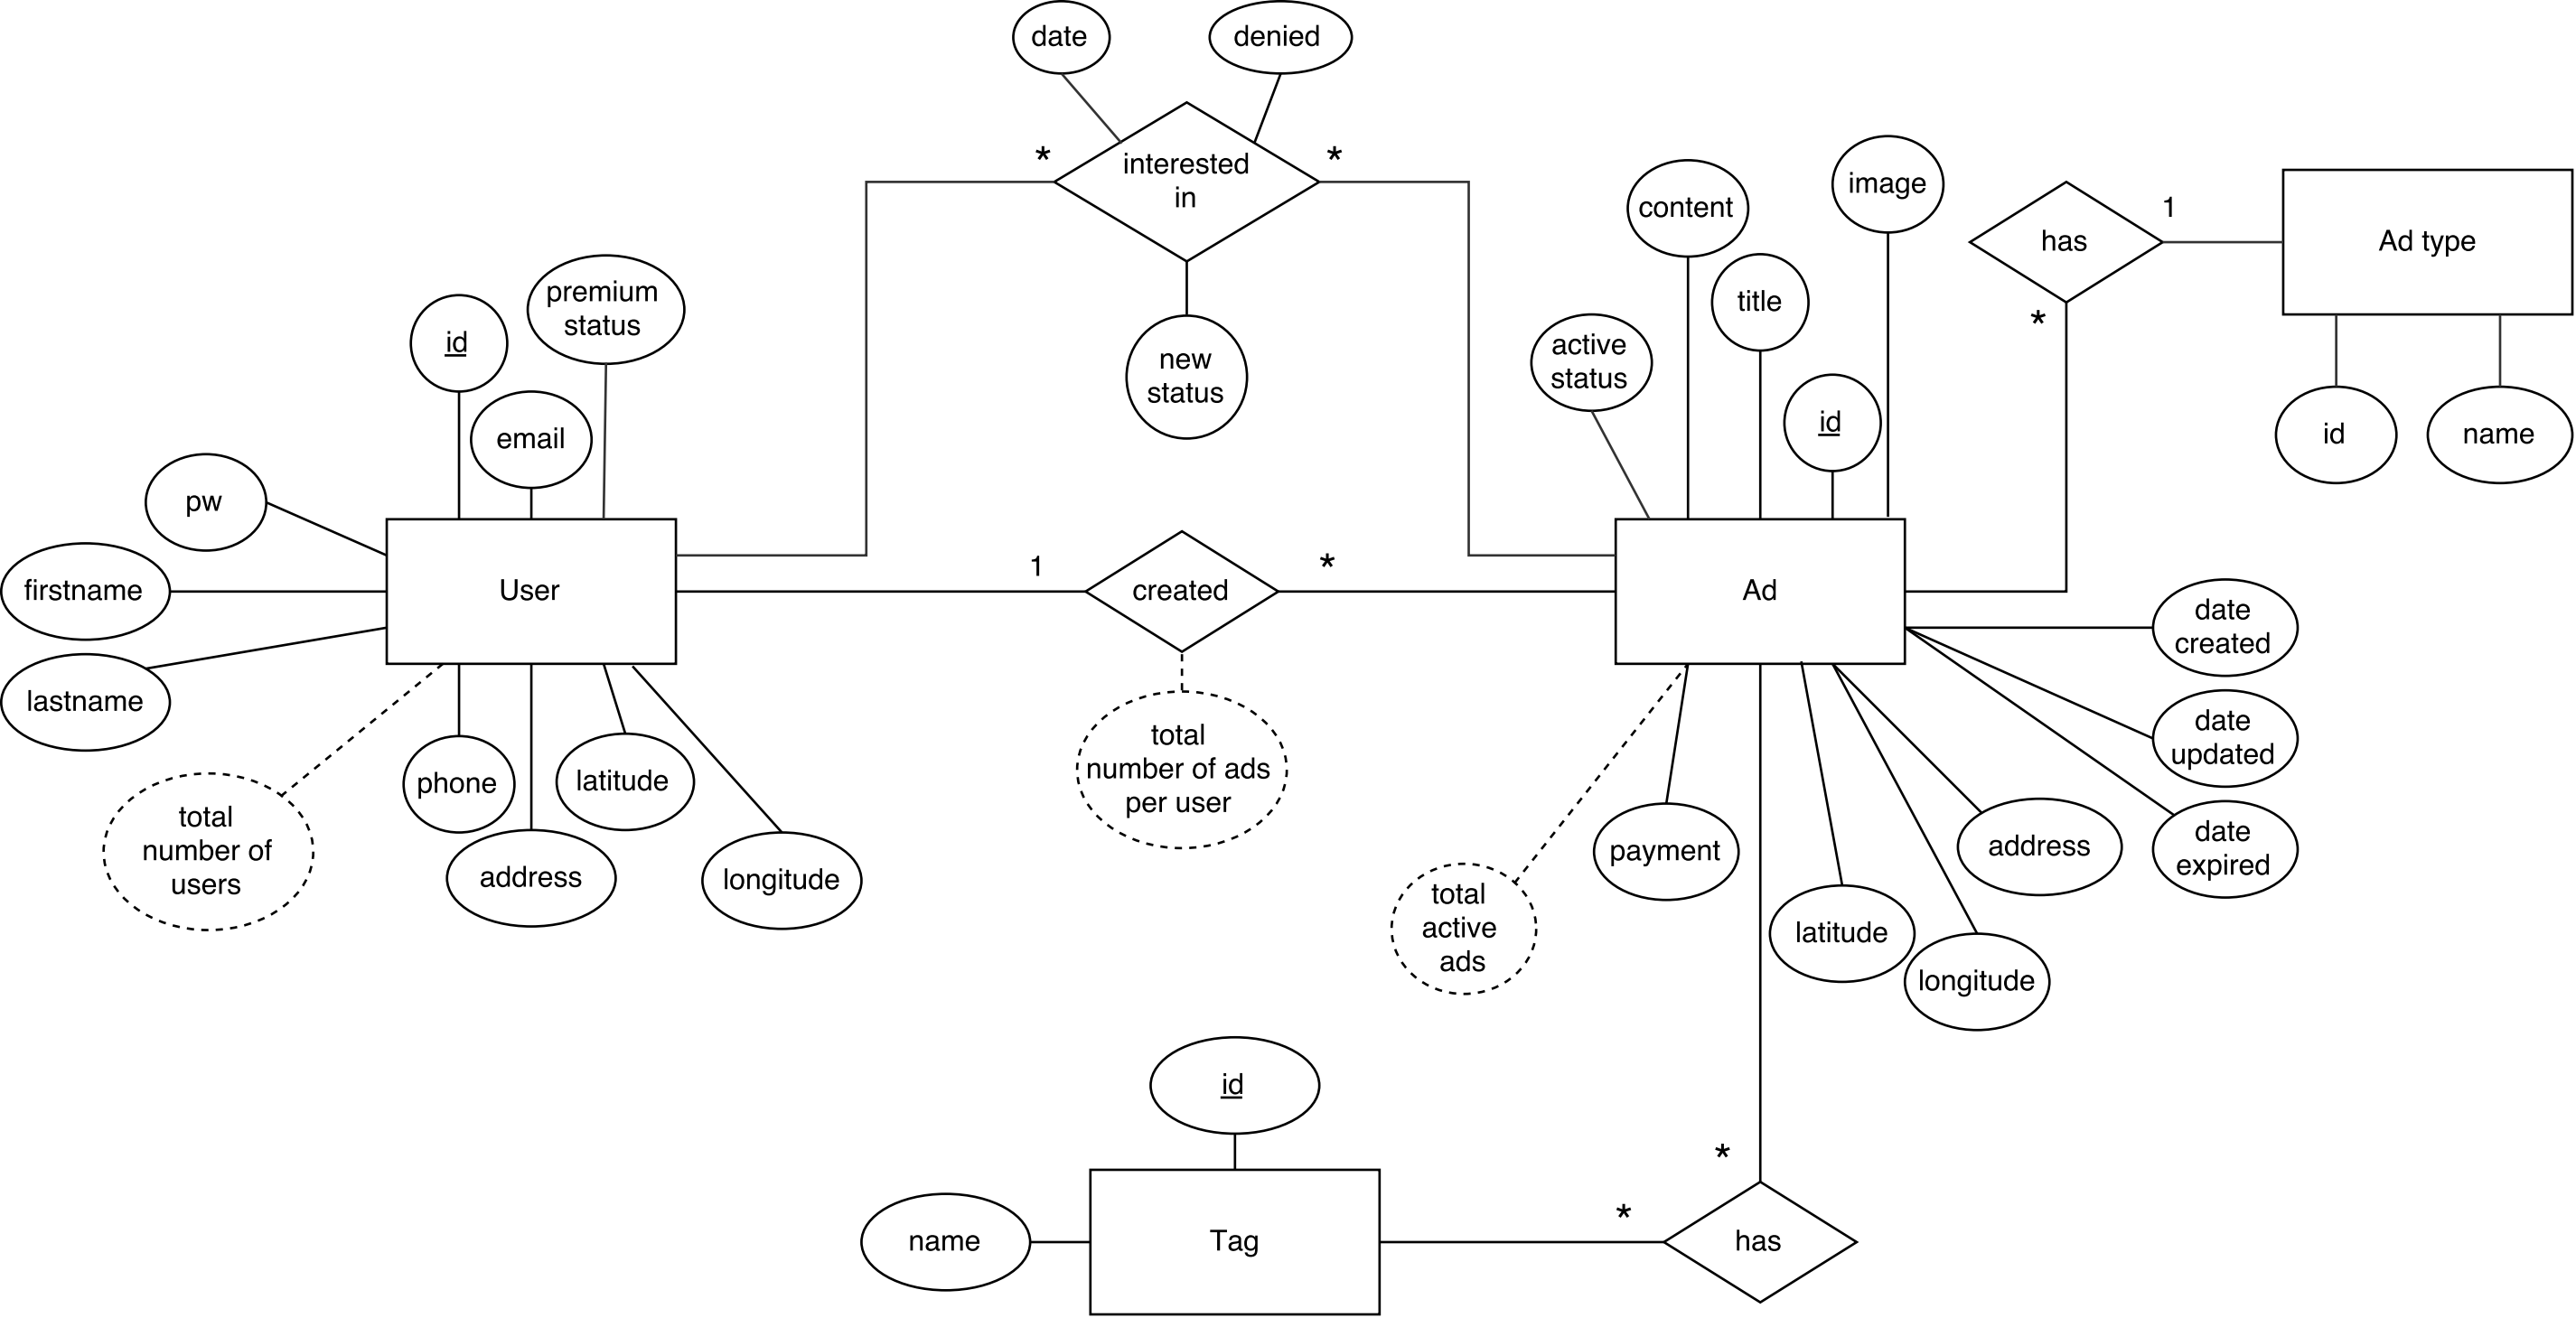 date
denied
*
interested
in
*
content
image
1
has
Ad type
premium
status
id
title
*
active
status
new
status
id
email
id
name
pw
firstname
User
1
created
*
Ad
date
created
lastname
date
updated
total
number of ads
per user
phone
latitude
total
number of
users
address
longitude
payment
address
date
expired
total
active
ads
latitude
longitude
id
*
*
name
Tag
has